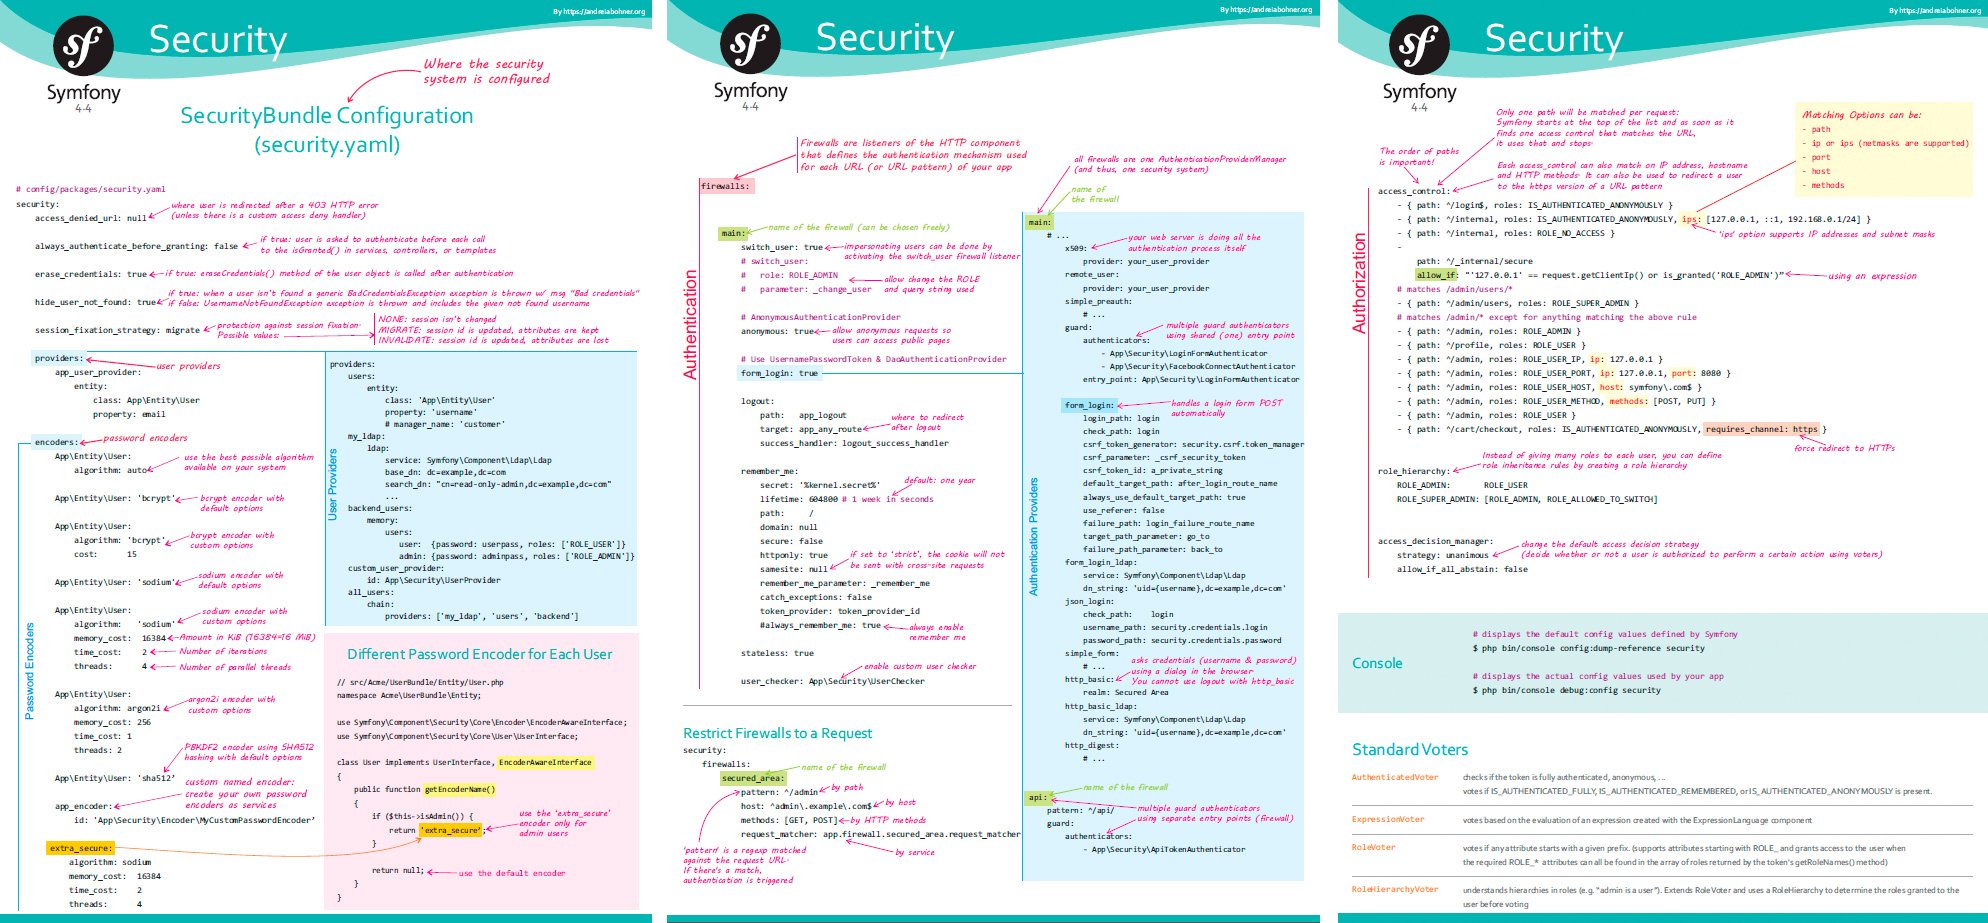 By https://andreiabohner.org
Security
Symfony
4.4
Where the security
system is configured
SecurityBundle Configuration
(security.yaml)
# config/packages/security.yaml
security:
access_denied_url: null
where user is redirected after a 403 HTTP error
(unless there is a custom access deny handler)
always_authenticate_before_granting: false
if true: user is asked to authenticate before each call
to the isGranted() in services, controllers, or templates
erase_credentials: true
if true: eraseCredentials() method of the user object is called after authentication
hide_user_not_found: true
if true: when a user isn't found a generic BadCredentialsException exception is thrown w/ msg "Bad credentials"
if false: UsernameNotFoundException exception is thrown and includes the given not found username
session_fixation_strategy: migrate
protection against session fixation.
Possible values:
NONE: session isn't changed
MIGRATE: session id is updated, attributes are kept
INVALIDATE: session id is updated, attributes are lost
providers:
user providers
app_user_provider:
entity:
class: App\Entity\User
property: email
encoders:
password encoders
App\Entity\User:
algorithm: auto
use the best possible algorithm
available on your system
App\Entity\User: 'bcrypt'
bcrypt encoder with
default options
App\Entity\User:
algorithm: 'bcrypt'
cost: 15
bcrypt encoder with
custom options
App\Entity\User: 'sodium'
sodium encoder with
default options
App\Entity\User:
algorithm: 'sodium'
memory_cost: 16384
time_cost: 2
threads: 4
sodium encoder with
custom options
Amount in KiB (16384=16 MiB)
Number of iterations
Number of parallel threads
Password Encoders
App\Entity\User:
algorithm: argon2i
memory_cost: 256
time_cost: 1
threads: 2
argon2i encoder with
custom options
App\Entity\User: 'sha512'
PBKDF2 encoder using SHA512
hashing with default options
app_encoder:
id: 'App\Security\Encoder\MyCustomPasswordEncoder'
custom named encoder:
create your own password
encoders as services
extra_secure:
algorithm: sodium
memory_cost: 16384
time_cost: 2
threads: 4
User Providers
providers:
users:
entity:
class: 'App\Entity\User'
property: 'username'
# manager_name: 'customer'
my_ldap:
ldap:
service: Symfony\Component\Ldap\Ldap
base_dn: dc=example,dc=com
search_dn: "cn=read-only-admin,dc=example,dc=com"
...
backend_users:
memory:
users:
user: {password: userpass, roles: ['ROLE_USER']}
admin: {password: adminpass, roles: ['ROLE_ADMIN']}
custom_user_provider:
id: App\Security\UserProvider
all_users:
chain:
providers: ['my_ldap', 'users', 'backend']
Different Password Encoder for Each User
// src/Acme/UserBundle/Entity/User.php
namespace Acme\UserBundle\Entity;
use Symfony\Component\Security\Core\Encoder\EncoderAwareInterface;
use Symfony\Component\Security\Core\User\UserInterface;
class User implements UserInterface, EncoderAwareInterface
{
public function getEncoderName()
{
if ($this->isAdmin()) {
return 'extra_secure';
}
use the 'extra_secure'
encoder only for
admin users
return null;
use the default encoder
}
}
By https://andreiabohner.org
Security
Symfony
4.4
Authentication
Firewalls are listeners of the HTTP component
that defines the authentication mechanism used
for each URL (or URL pattern) of your app
firewalls:
main:
name of the firewall (can be chosen freely)
switch_user: true
impersonating users can be done by
activating the switch_user firewall listener
# switch_user:
# role: ROLE_ADMIN
# parameter: _change_user
allow change the ROLE
and query string used
# AnonymousAuthenticationProvider
anonymous: true
allow anonymous requests so
users can access public pages
# Use UsernamePasswordToken & DaoAuthenticationProvider
form_login: true
logout:
path: app_logout
target: app_any_route
success_handler: logout_success_handler
where to redirect
after logout
remember_me:
secret: '%kernel.secret%'
lifetime: 604800 # 1 week in seconds
default: one year
path: /
domain: null
secure: false
httponly: true
samesite: null
if set to 'strict', the cookie will not
be sent with cross-site requests
remember_me_parameter: _remember_me
catch_exceptions: false
token_provider: token_provider_id
#always_remember_me: true
always enable
remember me
stateless: true
enable custom user checker
user_checker: App\Security\UserChecker
Restrict Firewalls to a Request
security:
firewalls:
secured_area:
name of the firewall
pattern: ^/admin
by path
host: ^admin\.example\.com$
by host
methods: [GET, POST]
by HTTP methods
request_matcher: app.firewall.secured_area.request_matcher
by service
'pattern' is a regexp matched
against the request URL.
If there's a match,
authentication is triggered
all firewalls are one AuthenticationProviderManager
(and thus, one security system)
name of
the firewall
Authentication Providers
main:
# ...
x509:
provider: your_user_provider
your web server is doing all the
authentication process itself
remote_user:
provider: your_user_provider
simple_preauth:
# ...
guard:
authenticators:
- App\Security\LoginFormAuthenticator
- App\Security\FacebookConnectAuthenticator
entry_point: App\Security\LoginFormAuthenticator
multiple guard authenticators
using shared (one) entry point
form_login:
handles a login form POST
automatically
login_path: login
check_path: login
csrf_token_generator: security.csrf.token_manager
csrf_parameter: _csrf_security_token
csrf_token_id: a_private_string
default_target_path: after_login_route_name
always_use_default_target_path: true
use_referer: false
failure_path: login_failure_route_name
target_path_parameter: go_to
failure_path_parameter: back_to
form_login_ldap:
service: Symfony\Component\Ldap\Ldap
dn_string: 'uid={username},dc=example,dc=com'
json_login:
check_path: login
username_path: security.credentials.login
password_path: security.credentials.password
simple_form:
# ...
http_basic:
realm: Secured Area
asks credentials (username & password)
using a dialog in the browser
You cannot use logout with http_basic
http_basic_ldap:
service: Symfony\Component\Ldap\Ldap
dn_string: 'uid={username},dc=example,dc=com'
http_digest:
# ...
api:
name of the firewall
pattern: ^/api/
guard:
authenticators:
- App\Security\ApiTokenAuthenticator
multiple guard authenticators
using separate entry points (firewall)
By https://andreiabohner.org
Security
Symfony
4.4
Authorization
The order of paths
is important!
Only one path will be matched per request:
Symfony starts at the top of the list and as soon as it
finds one access control that matches the URL,
it uses that and stops.
Each access_control can also match on IP address, hostname
and HTTP methods. It can also be used to redirect a user
to the https version of a URL pattern
Matching Options can be:
- path
- ip or ips (netmasks are supported)
- port
- host
- methods
access_control:
- { path: ^/login$, roles: IS_AUTHENTICATED_ANONYMOUSLY }
- { path: ^/internal, roles: IS_AUTHENTICATED_ANONYMOUSLY, ips: [127.0.0.1, ::1, 192.168.0.1/24] }
- { path: ^/internal, roles: ROLE_NO_ACCESS }
'ips' option supports IP addresses and subnet masks
-
path: ^/_internal/secure
allow_if: "'127.0.0.1' == request.getClientIp() or is_granted('ROLE_ADMIN')"
using an expression
# matches /admin/users/*
- { path: ^/admin/users, roles: ROLE_SUPER_ADMIN }
# matches /admin/* except for anything matching the above rule
- { path: ^/admin, roles: ROLE_ADMIN }
- { path: ^/profile, roles: ROLE_USER }
- { path: ^/admin, roles: ROLE_USER_IP, ip: 127.0.0.1 }
- { path: ^/admin, roles: ROLE_USER_PORT, ip: 127.0.0.1, port: 8080 }
- { path: ^/admin, roles: ROLE_USER_HOST, host: symfony\.com$ }
- { path: ^/admin, roles: ROLE_USER_METHOD, methods: [POST, PUT] }
- { path: ^/admin, roles: ROLE_USER }
- { path: ^/cart/checkout, roles: IS_AUTHENTICATED_ANONYMOUSLY, requires_channel: https }
force redirect to HTTPs
Instead of giving many roles to each user, you can define
role inheritance rules by creating a role hierarchy
role_hierarchy:
ROLE_ADMIN: ROLE_USER
ROLE_SUPER_ADMIN: [ROLE_ADMIN, ROLE_ALLOWED_TO_SWITCH]
access_decision_manager:
strategy: unanimous
allow_if_all_abstain: false
change the default access decision strategy
(decide whether or not a user is authorized to perform a certain action using voters)
Console
# displays the default config values defined by Symfony
$ php bin/console config:dump-reference security
# displays the actual config values used by your app
$ php bin/console debug:config security
Standard Voters
AuthenticatedVoter
checks if the token is fully authenticated, anonymous, ...
votes if IS_AUTHENTICATED_FULLY, IS_AUTHENTICATED_REMEMBERED, or IS_AUTHENTICATED_ANONYMOUSLY is present.
ExpressionVoter
votes based on the evaluation of an expression created with the ExpressionLanguage component
RoleVoter
votes if any attribute starts with a given prefix. (supports attributes starting with ROLE_ and grants access to the user when
the required ROLE_* attributes can all be found in the array of roles returned by the token's getRoleNames() method)
RoleHierarchyVoter
understands hierarchies in roles (e.g. "admin is a user"). Extends RoleVoter and uses a RoleHierarchy to determine the roles granted to the
user before voting